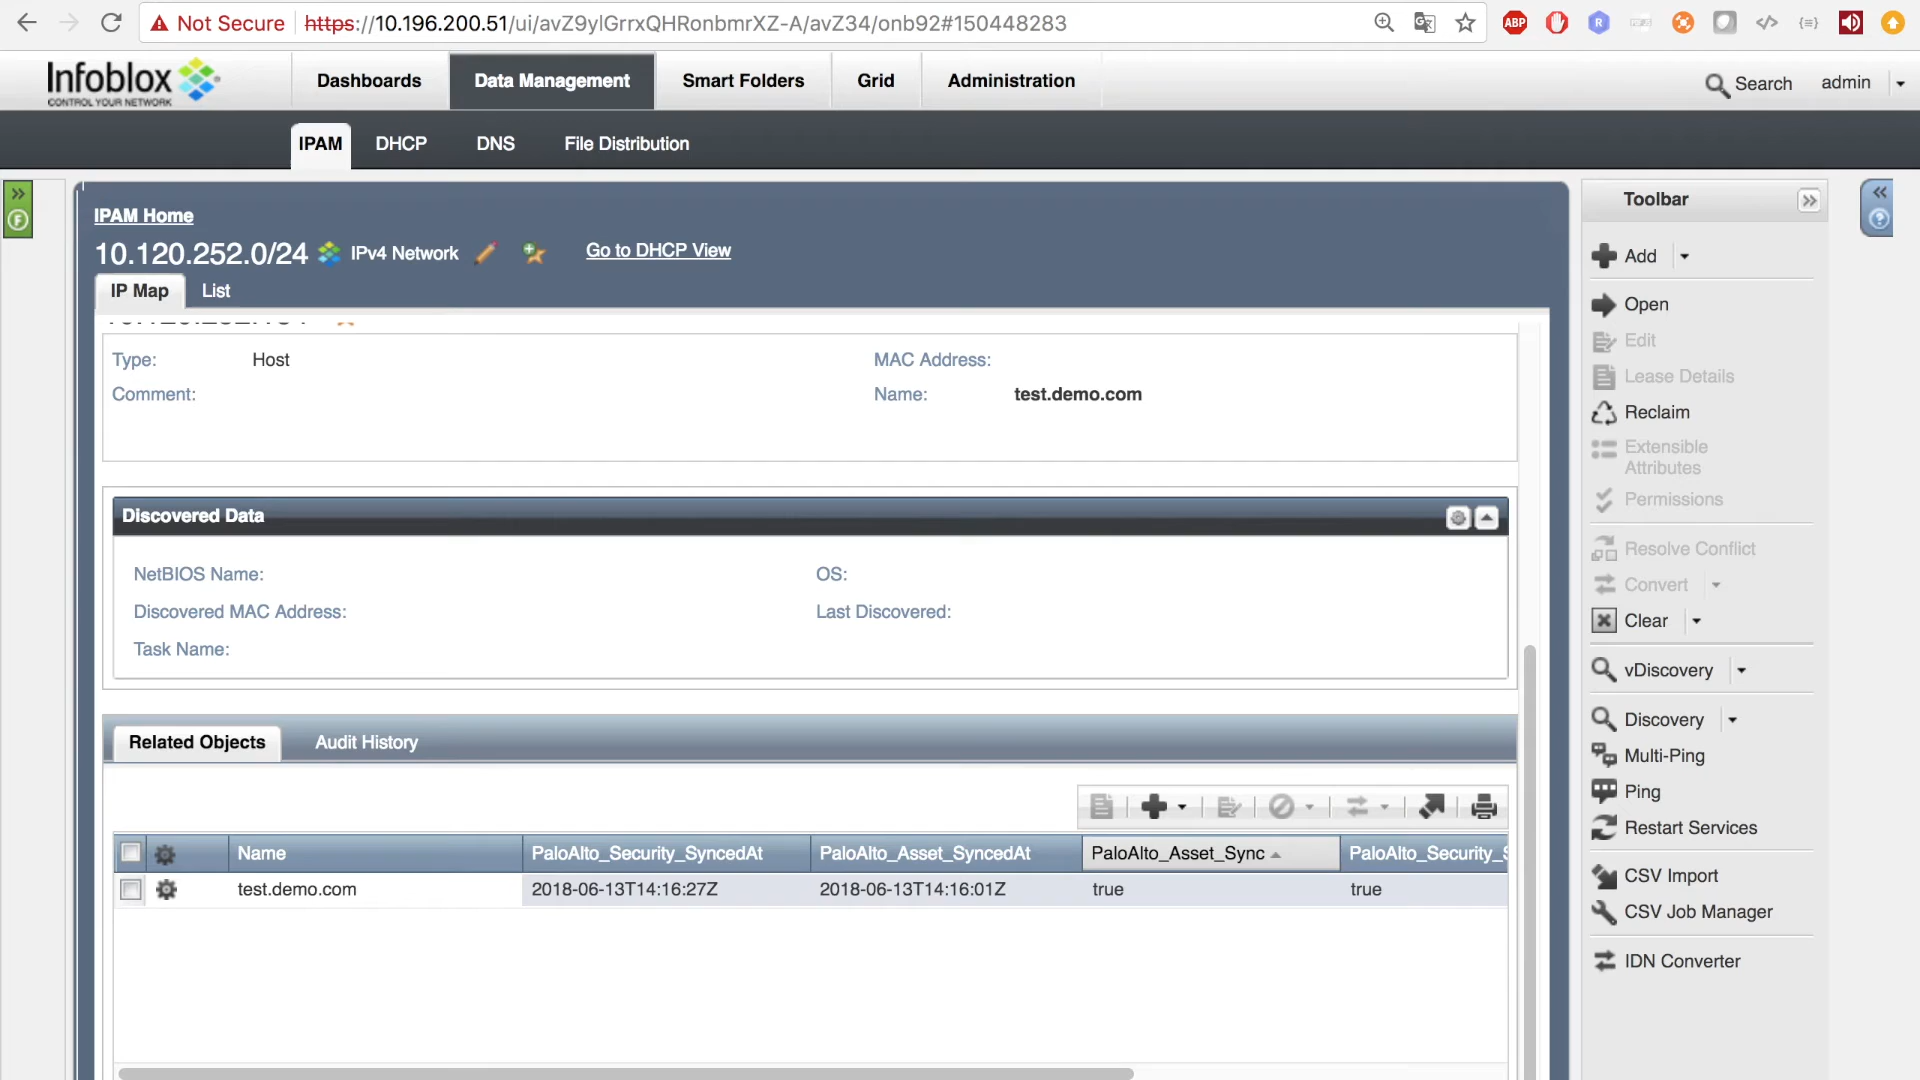 Not Secure https://10.196.200.51/ui/avZ9ylGrrxQHRonbmrXZ-A/avZ34/onb92#150448283
ABP
R
Infoblox
CONTROL YOUR NETWORK
Dashboards
Data Management
Smart Folders
Grid
Administration
Search
admin
IPAM
DHCP
DNS
File Distribution
IPAM Home
10.120.252.0/24 IPv4 Network
Go to DHCP View
IP Map
List
Type: Host
MAC Address:
Comment:
Name: test.demo.com
Discovered Data
NetBIOS Name:
OS:
Discovered MAC Address:
Last Discovered:
Task Name:
Related Objects
Audit History
Name PaloAlto_Security_SyncedAt PaloAlto_Asset_SyncedAt PaloAlto_Asset_Sync PaloAlto_Security_S
test.demo.com 2018-06-13T14:16:27Z 2018-06-13T14:16:01Z true true
Toolbar
Add
Open
Edit
Lease Details
Reclaim
Extensible
Attributes
Permissions
Resolve Conflict
Convert
Clear
vDiscovery
Discovery
Multi-Ping
Ping
Restart Services
CSV Import
CSV Job Manager
IDN Converter